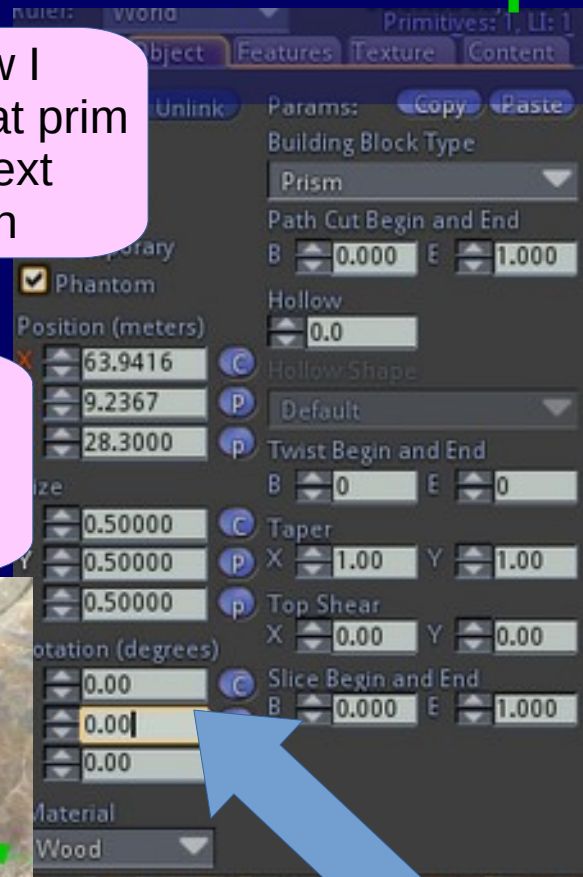 Ruler: World
Primitives: 1, LI: 1
Object Features Texture Content
w I
at prim
ext
n
Unlink
Params: Copy Paste
Building Block Type
Prism
Path Cut Begin and End
B 0.000 E 1.000
Phantom
Hollow
0.0
Position (meters)
X 63.9416 C
Hollow Shape
9.2367 P
Default
28.3000 p
Twist Begin and End
B 0 E 0
0.50000 C
Taper
Y 0.50000 P
X 1.00 Y 1.00
0.50000 p
Top Shear
X 0.00 Y 0.00
otation (degrees)
0.00 C
Slice Begin and End
B 0.000 E 1.000
0.00
0.00
Material
Wood